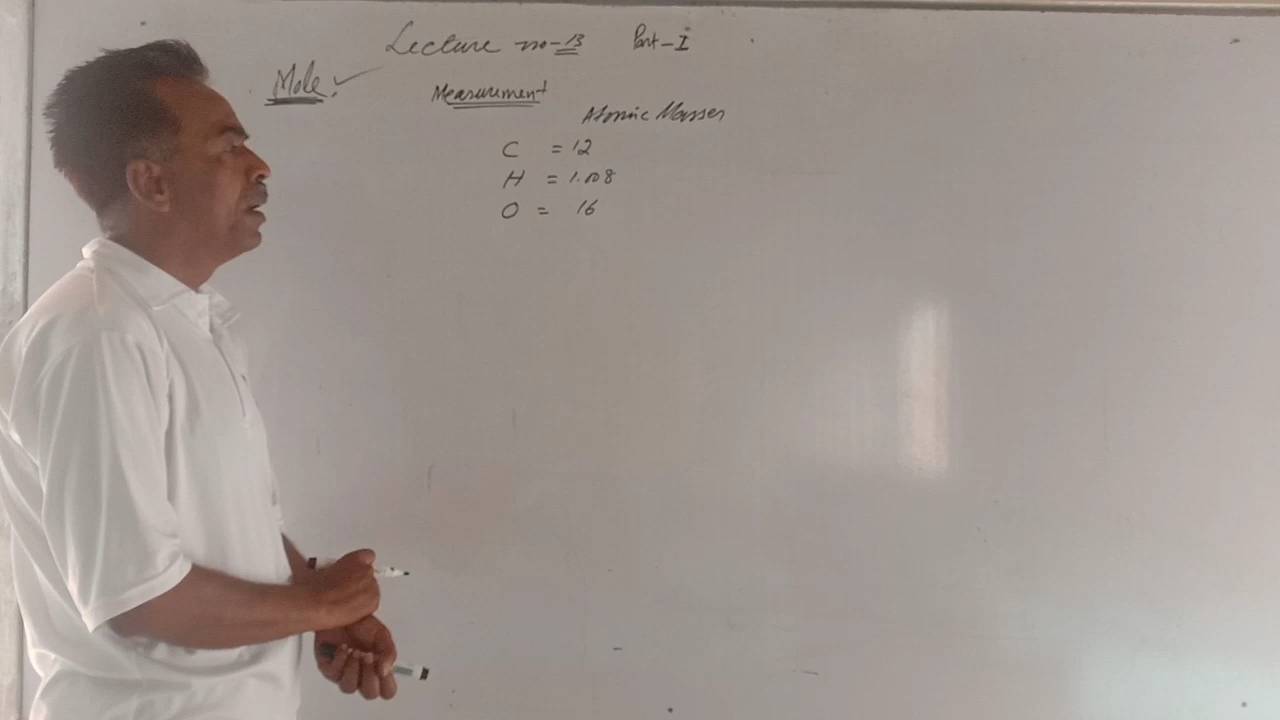 Lecture no-13 Part-I
Mole:
Measurement
Atomic Masses
C = 12
H = 1.008
O = 16